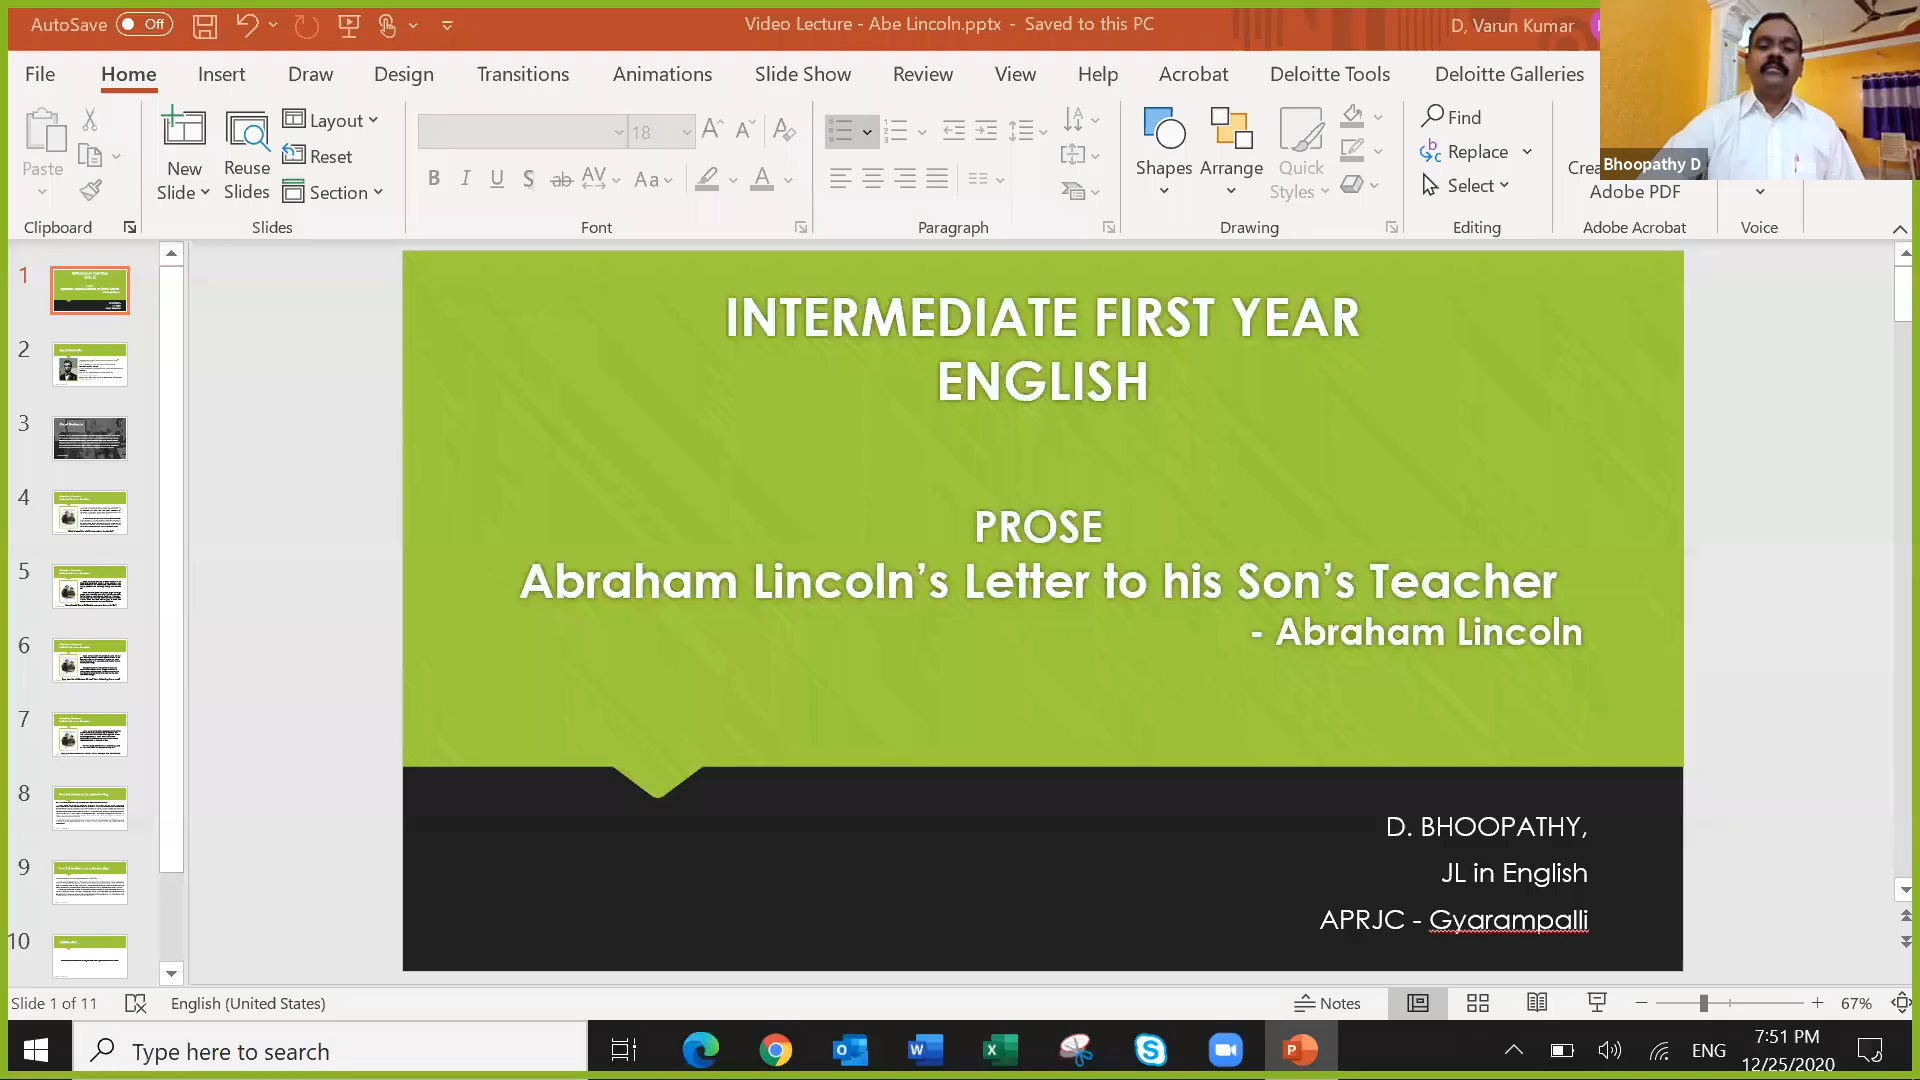 AutoSave Off
Video Lecture - Abe Lincoln.pptx - Saved to this PC
D, Varun Kumar
File Home Insert Draw Design Transitions Animations Slide Show Review View Help Acrobat Deloitte Tools Deloitte Galleries
Paste
New Slide
Reuse Slides
Layout
Reset
Section
18
B I U S ab AV Aa A
Shapes
Arrange
Quick Styles
Find
Replace
Select
Adobe PDF
Bhoopathy D
Clipboard Slides Font Paragraph Drawing Editing Adobe Acrobat Voice
1
2
3
4
5
6
7
8
9
10
INTERMEDIATE FIRST YEAR
ENGLISH
PROSE
Abraham Lincoln’s Letter to his Son’s Teacher
- Abraham Lincoln
D. BHOOPATHY,
JL in English
APRJC - Gyarampalli
Slide 1 of 11 English (United States) Notes 67%
Type here to search
ENG
7:51 PM
12/25/2020